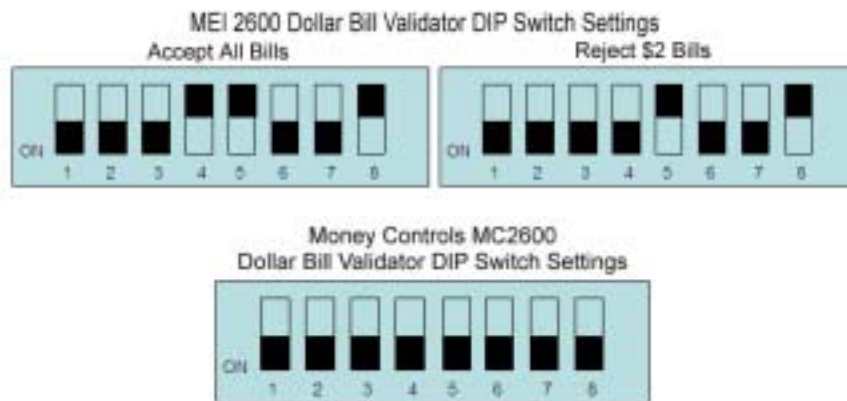 MEI 2600 Dollar Bill Validator DIP Switch Settings
Accept All Bills
Reject $2 Bills
ON
1 2 3 4 5 6 7 8
ON
1 2 3 4 5 6 7 8
Money Controls MC2600
Dollar Bill Validator DIP Switch Settings
ON
1 2 3 4 5 6 7 8